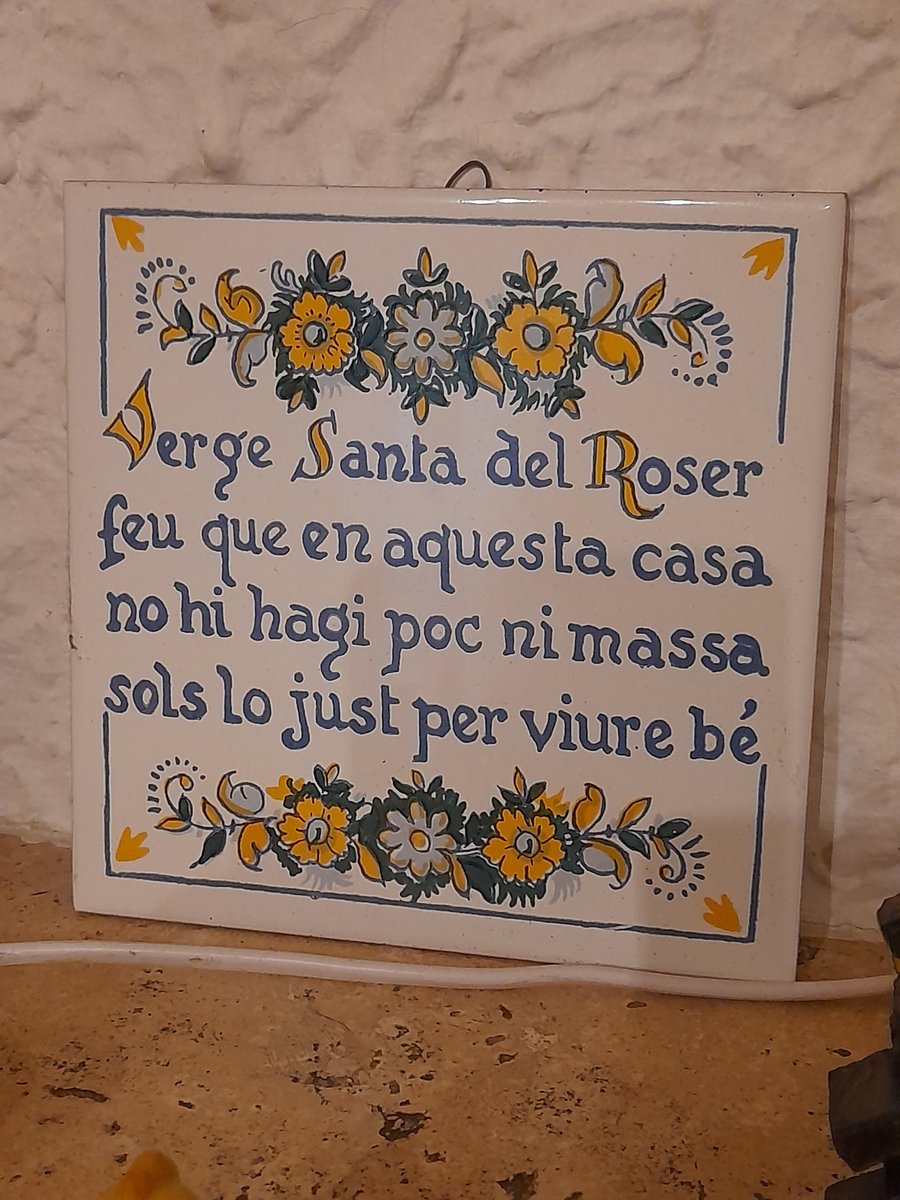 Verge Santa del Roser
feu que en aquesta casa
no hi hagi poc ni massa
sols lo just per viure bé